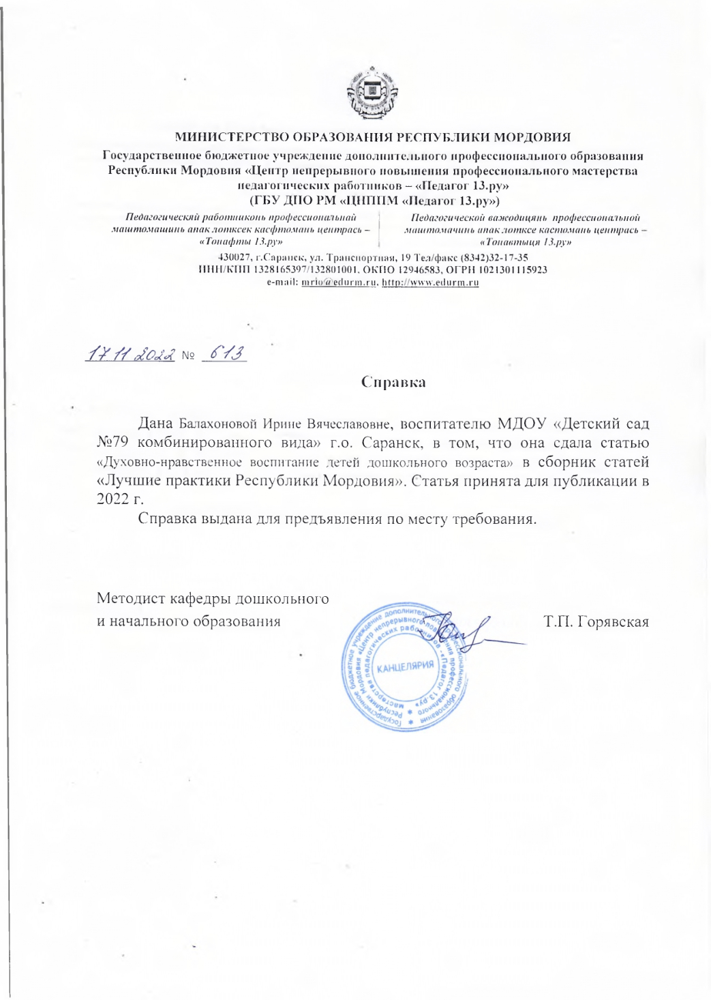 МИНИСТЕРСТВО ОБРАЗОВАНИЯ РЕСПУБЛИКИ МОРДОВИЯ
Государственное бюджетное учреждение дополнительного профессионального образования
Республики Мордовия «Центр непрерывного повышения профессионального мастерства
педагогических работников – «Педагог 13.ру»
(ГБУ ДПО РМ «ЦНППМ «Педагог 13.ру»)
Педагогическяй работниконь профессиональнай
маштомашинь апак лотксек касфтомань центрась –
«Тонафты 13.ру»
Педагогической важодицянь профессиональной
маштомачинь апак лотксе кастомань центрась –
«Тонавтыця 13.ру»
430027, г.Саранск, ул. Транспортная, 19 Тел/факс (8342)32-17-35
ИНН/КПП 1328165397/132801001, ОКПО 12946583, ОГРН 1021301115923
e-mail: mrio@edurm.ru, http://www.edurm.ru
17 11 2022 № 613
Справка
Дана Балахоновой Ирине Вячеславовне, воспитателю МДОУ «Детский сад
№79 комбинированного вида» г.о. Саранск, в том, что она сдала статью
«Духовно-нравственное воспитание детей дошкольного возраста» в сборник статей
«Лучшие практики Республики Мордовия». Статья принята для публикации в
2022 г.
Справка выдана для предъявления по месту требования.
Методист кафедры дошкольного
и начального образования
Т.П. Горявская
Государственное бюджетное учреждение дополнительного профессионального образования
Республики Мордовия «Центр непрерывного повышения профессионального
мастерства педагогических работников - «Педагог 13.ру»
КАНЦЕЛЯРИЯ